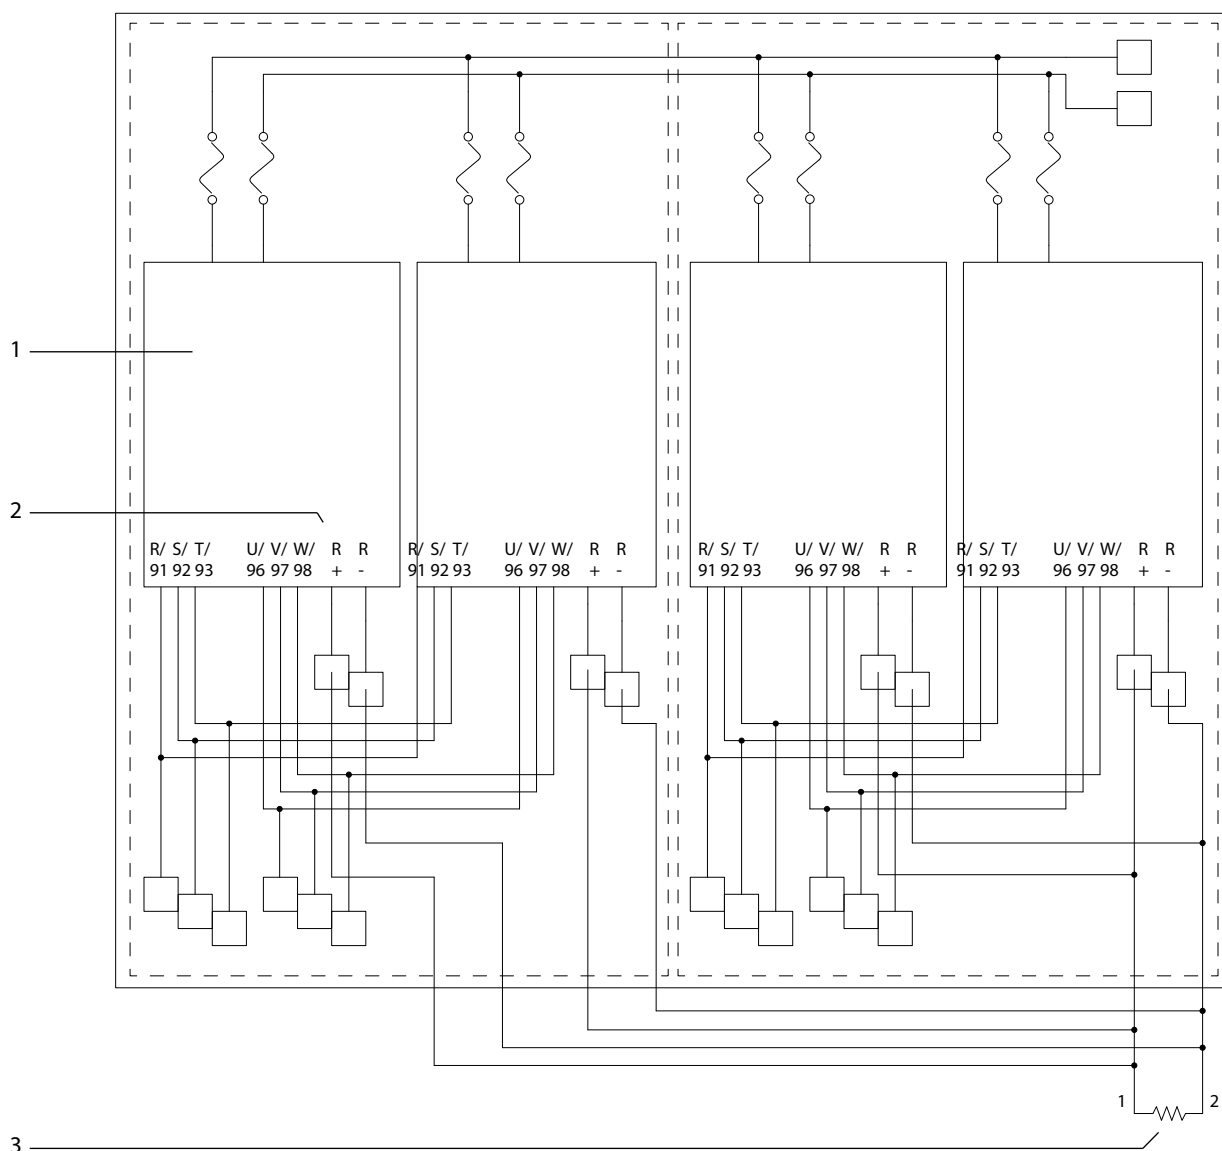 1
2
R/ S/ T/ U/ V/ W/ R R R/ S/ T/ U/ V/ W/ R R R/ S/ T/ U/ V/ W/ R R R/ S/ T/ U/ V/ W/ R R
91 92 93 96 97 98 + - 91 92 93 96 97 98 + - 91 92 93 96 97 98 + - 91 92 93 96 97 98 + -
1 2
3